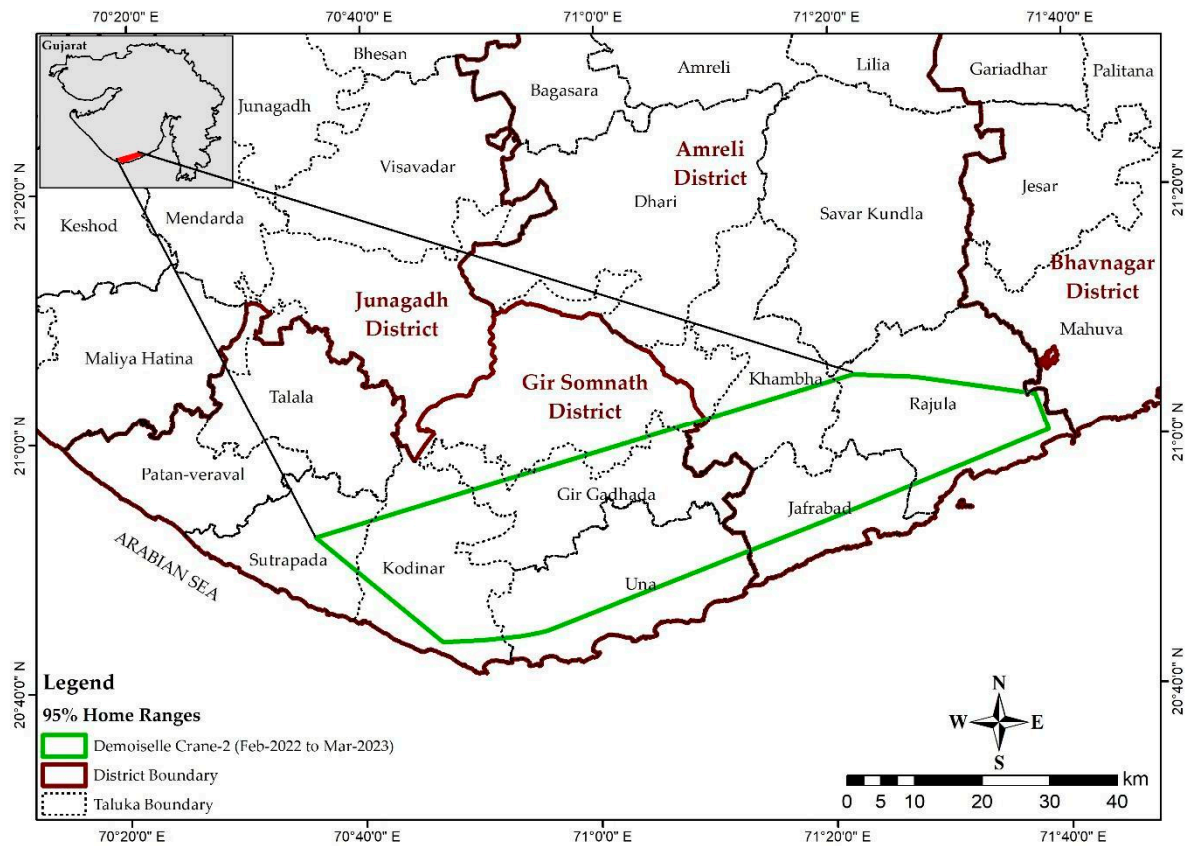 70°20'0" E 70°40'0" E 71°0'0" E 71°20'0" E 71°40'0" E
Gujarat
Bhesan
Amreli
Lilia
Gariadhar
Palitana
Bagasara
Junagadh
Visavadar
Amreli
District
Dhari
Jesar
Savar Kundla
Keshod
Mendarda
21°20'0" N
21°20'0" N
Bhavnagar
District
Mahuva
Junagadh
District
Maliya Hatina
Talala
Gir Somnath
District
Khambha
Rajula
21°0'0" N
21°0'0" N
Patan-veraval
Gir Gadhada
Jafrabad
ARABIAN SEA
Sutrapada
Kodinar
Una
20°40'0" N
20°40'0" N
Legend
95% Home Ranges
Demoiselle Crane-2 (Feb-2022 to Mar-2023)
District Boundary
Taluka Boundary
N
W E
S
km
0 5 10 20 30 40
70°20'0" E 70°40'0" E 71°0'0" E 71°20'0" E 71°40'0" E